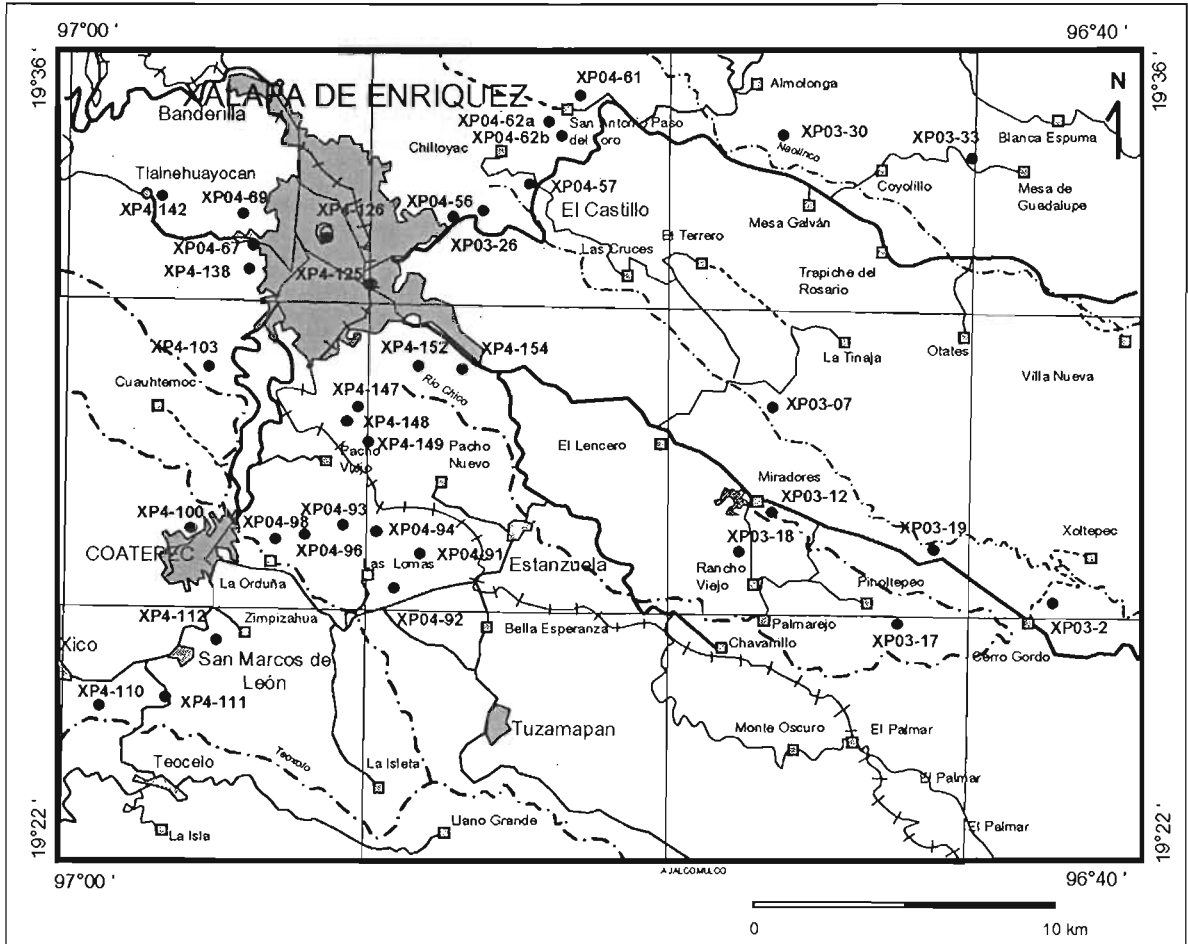 97°00 '
96°40 '
19°36 '
19°36 '
N
XALAPA DE ENRIQUEZ
Banderilla
XP04-61
Almolonga
XP04-62a
San Antonio Paso
del oro
XP04-62b
Chiltoyac
XP03-30
Naolinco
XP03-33
Blanca Espuma
Tlalnehuayocan
XP4-142
XP04-69
XP4-126
XP04-56
XP04-57
El Castillo
Coyolillo
Mesa de
Guadalupe
Mesa Galván
XP04-67
XP4-138
XP03-26
El Terrero
Las Cruces
XP4-125
Trapiche del
Rosario
XP4-103
XP4-152
XP4-154
Río Chico
La Tinaja
Otates
Villa Nueva
Cuauhtemoc
XP4-147
XP4-148
XP4-149
XP03-07
Pacho
Viejo
Pacho
Nuevo
El Lencero
Miradores
XP03-12
XP4-100
XP04-98
XP04-93
XP04-94
XP04-96
XP04-91
XP03-18
XP03-19
Xoltepec
COATEPEC
La Orduña
Las Lomas
Estanzuela
Rancho
Viejo
Pinoltepec
XP4-112
Zimpizahua
XP04-92
Bella Esperanza
Palmarejo
XP03-17
XP03-2
Xico
San Marcos de
León
Chavarrillo
Cerro Gordo
XP4-110
XP4-111
Tuzamapan
Monte Oscuro
El Palmar
Teocelo
Texolo
La Isleta
El Palmar
La Isla
Llano Grande
El Palmar
19°22 '
19°22 '
97°00 '
AJALCOMULCO
96°40 '
0
10 km